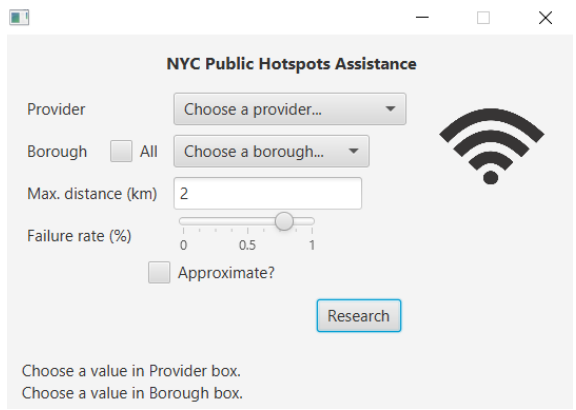 NYC Public Hotspots Assistance
Provider Choose a provider...
Borough All Choose a borough...
Max. distance (km) 2
Failure rate (%)
0 0.5 1
Approximate?
Research
Choose a value in Provider box.
Choose a value in Borough box.